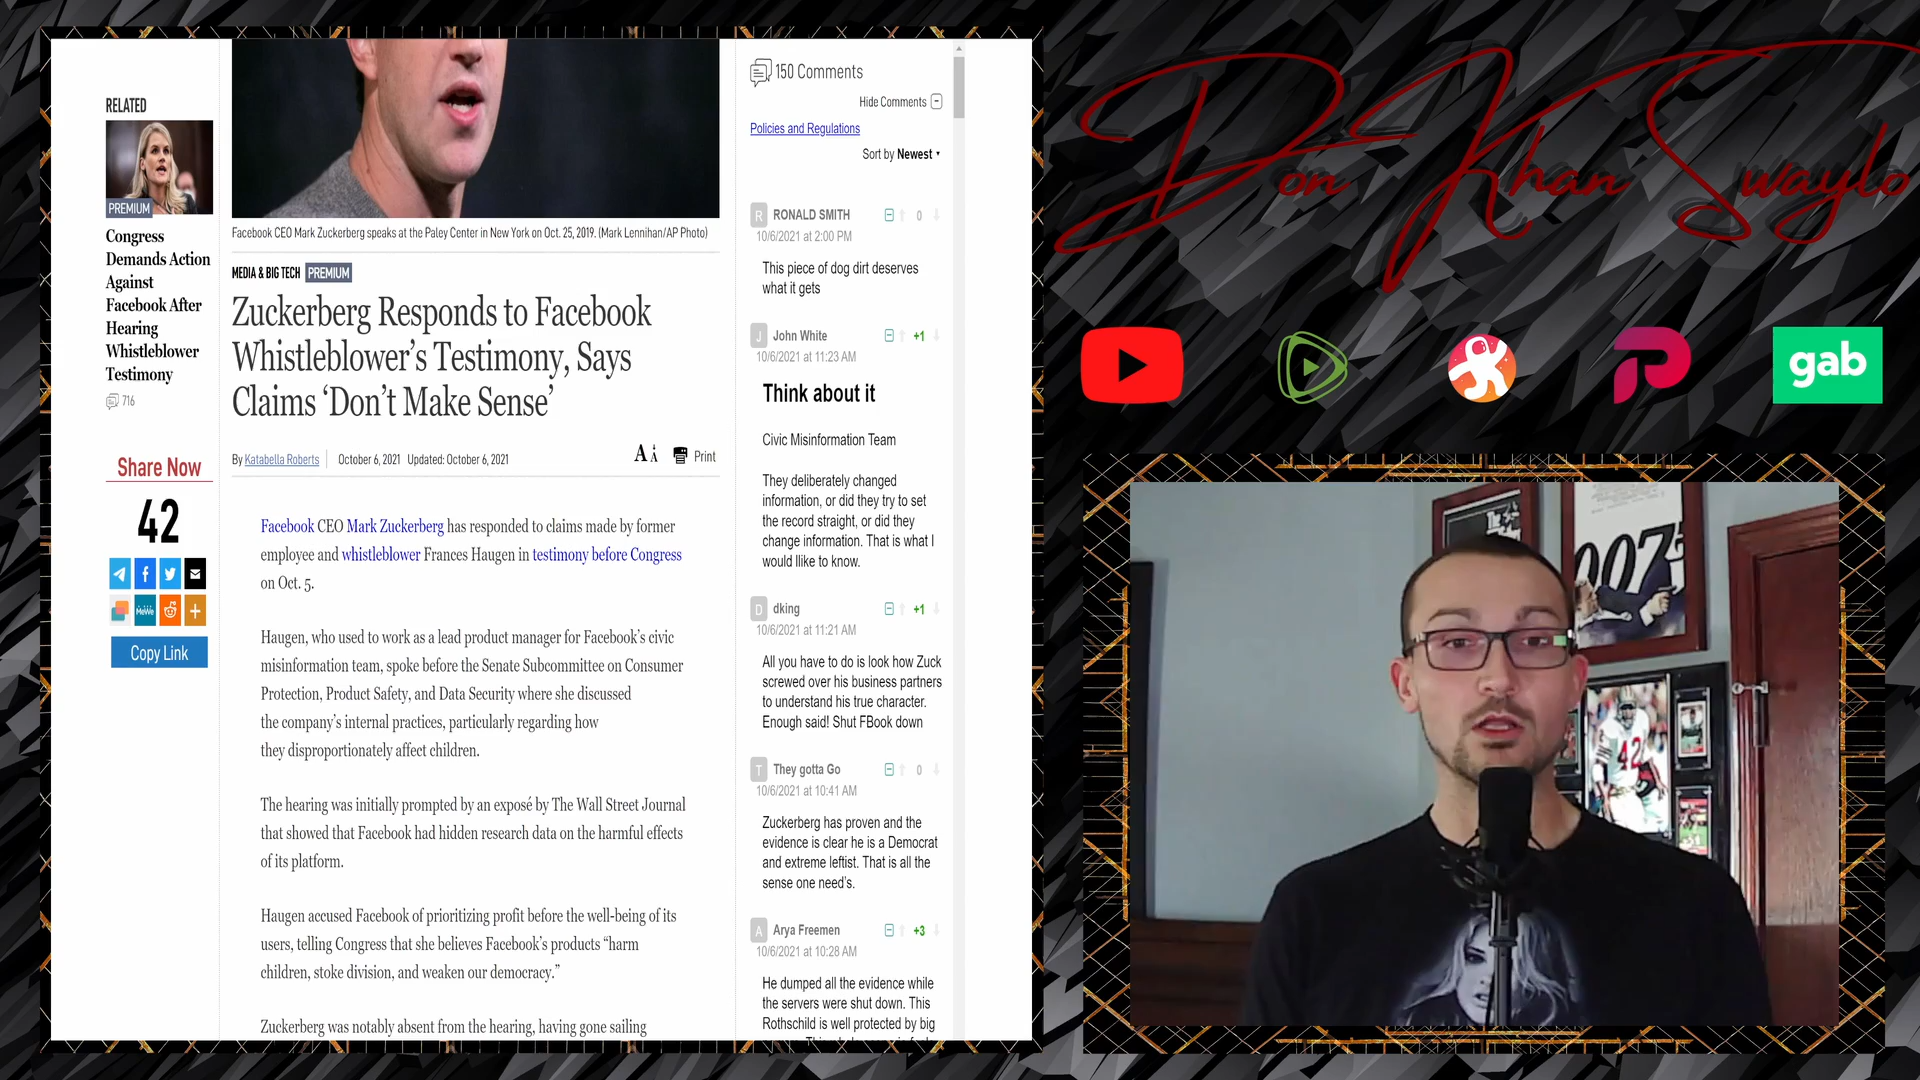 RELATED
PREMIUM
Congress
Demands Action
Against
Facebook After
Hearing
Whistleblower
Testimony
716
Share Now
42
MeWe
Copy Link
Facebook CEO Mark Zuckerberg speaks at the Paley Center in New York on Oct. 25, 2019. (Mark Lennihan/AP Photo)
MEDIA & BIG TECH PREMIUM
Zuckerberg Responds to Facebook
Whistleblower’s Testimony, Says
Claims ‘Don’t Make Sense’
By Katabella Roberts October 6, 2021 Updated: October 6, 2021
AA Print
Facebook CEO Mark Zuckerberg has responded to claims made by former
employee and whistleblower Frances Haugen in testimony before Congress
on Oct. 5.
Haugen, who used to work as a lead product manager for Facebook’s civic
misinformation team, spoke before the Senate Subcommittee on Consumer
Protection, Product Safety, and Data Security where she discussed
the company’s internal practices, particularly regarding how
they disproportionately affect children.
The hearing was initially prompted by an exposé by The Wall Street Journal
that showed that Facebook had hidden research data on the harmful effects
of its platform.
Haugen accused Facebook of prioritizing profit before the well-being of its
users, telling Congress that she believes Facebook’s products “harm
children, stoke division, and weaken our democracy.”
Zuckerberg was notably absent from the hearing, having gone sailing
150 Comments
Hide Comments
Policies and Regulations
Sort by Newest
R RONALD SMITH 0
10/6/2021 at 2:00 PM
This piece of dog dirt deserves
what it gets
J John White +1
10/6/2021 at 11:23 AM
Think about it
Civic Misinformation Team
They deliberately changed
information, or did they try to set
the record straight, or did they
change information. That is what I
would llike to know.
D dking +1
10/6/2021 at 11:21 AM
All you have to do is look how Zuck
screwed over his business partners
to understand his true character.
Enough said! Shut FBook down
T They gotta Go 0
10/6/2021 at 10:41 AM
Zuckerberg has proven and the
evidence is clear he is a Democrat
and extreme leftist. That is all the
sense one need’s.
A Arya Freemen +3
10/6/2021 at 10:28 AM
He dumped all the evidence while
the servers were shut down. This
Rothschild is well protected by big
Don Khan Swaylo
gab
007
42